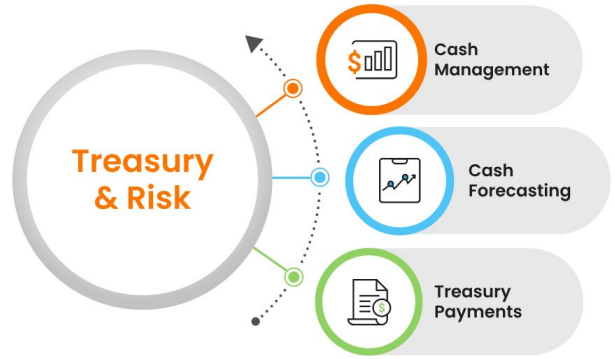 Treasury
& Risk
$
Cash
Management
Cash
Forecasting
$
Treasury
Payments